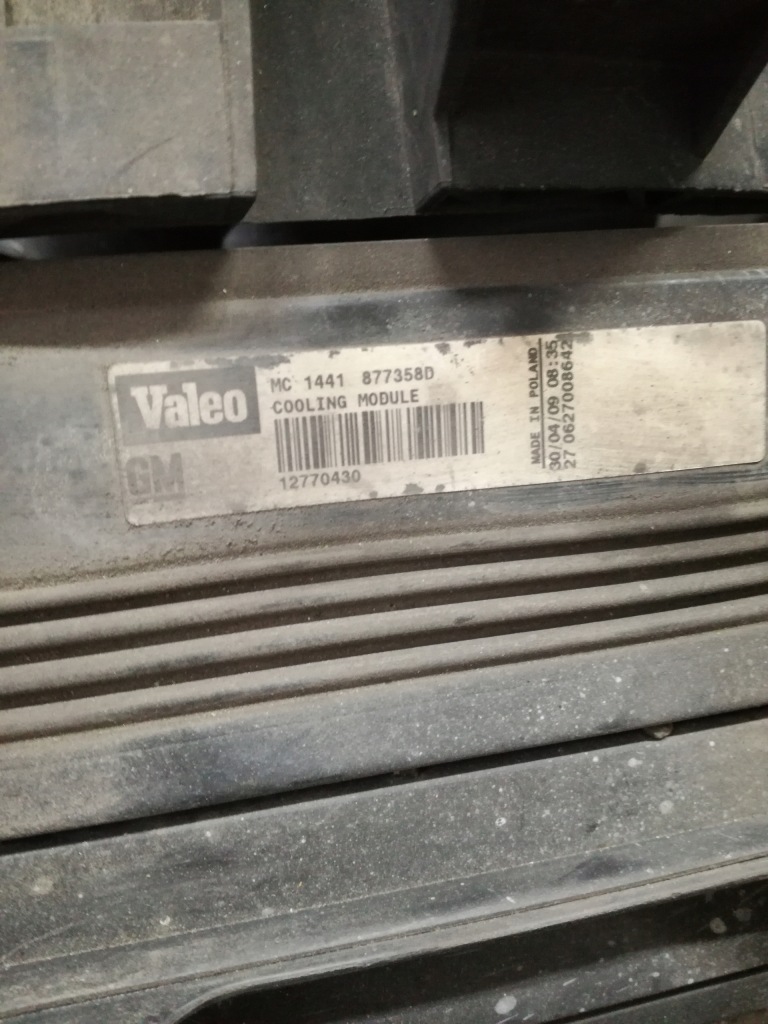 Valeo
GM
MC 1441 877358D
COOLING MODULE
12770430
MADE IN POLAND
30/04/09 08:35
27 0627008642